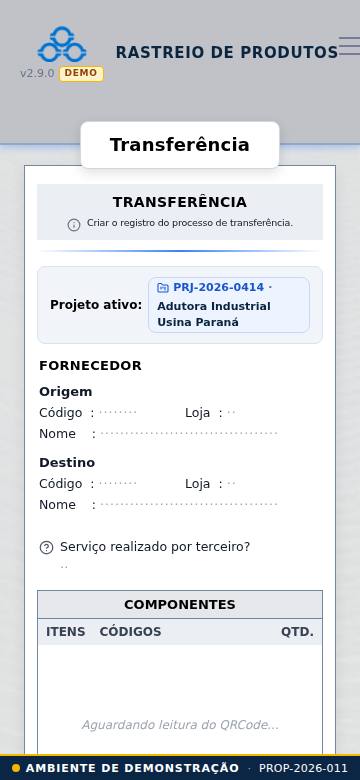 RASTREIO DE PRODUTOS
v2.9.0 DEMO
Transferência
TRANSFERÊNCIA
Criar o registro do processo de transferência.
Projeto ativo:
PRJ-2026-0414 ·
Adutora Industrial
Usina Paraná
FORNECEDOR
Origem
Código : ........ Loja : ..
Nome : ..................................
Destino
Código : ........ Loja : ..
Nome : ..................................
Serviço realizado por terceiro?
..
COMPONENTES
ITENS CÓDIGOS QTD.
Aguardando leitura do QRCode...
AMBIENTE DE DEMONSTRAÇÃO · PROP-2026-011